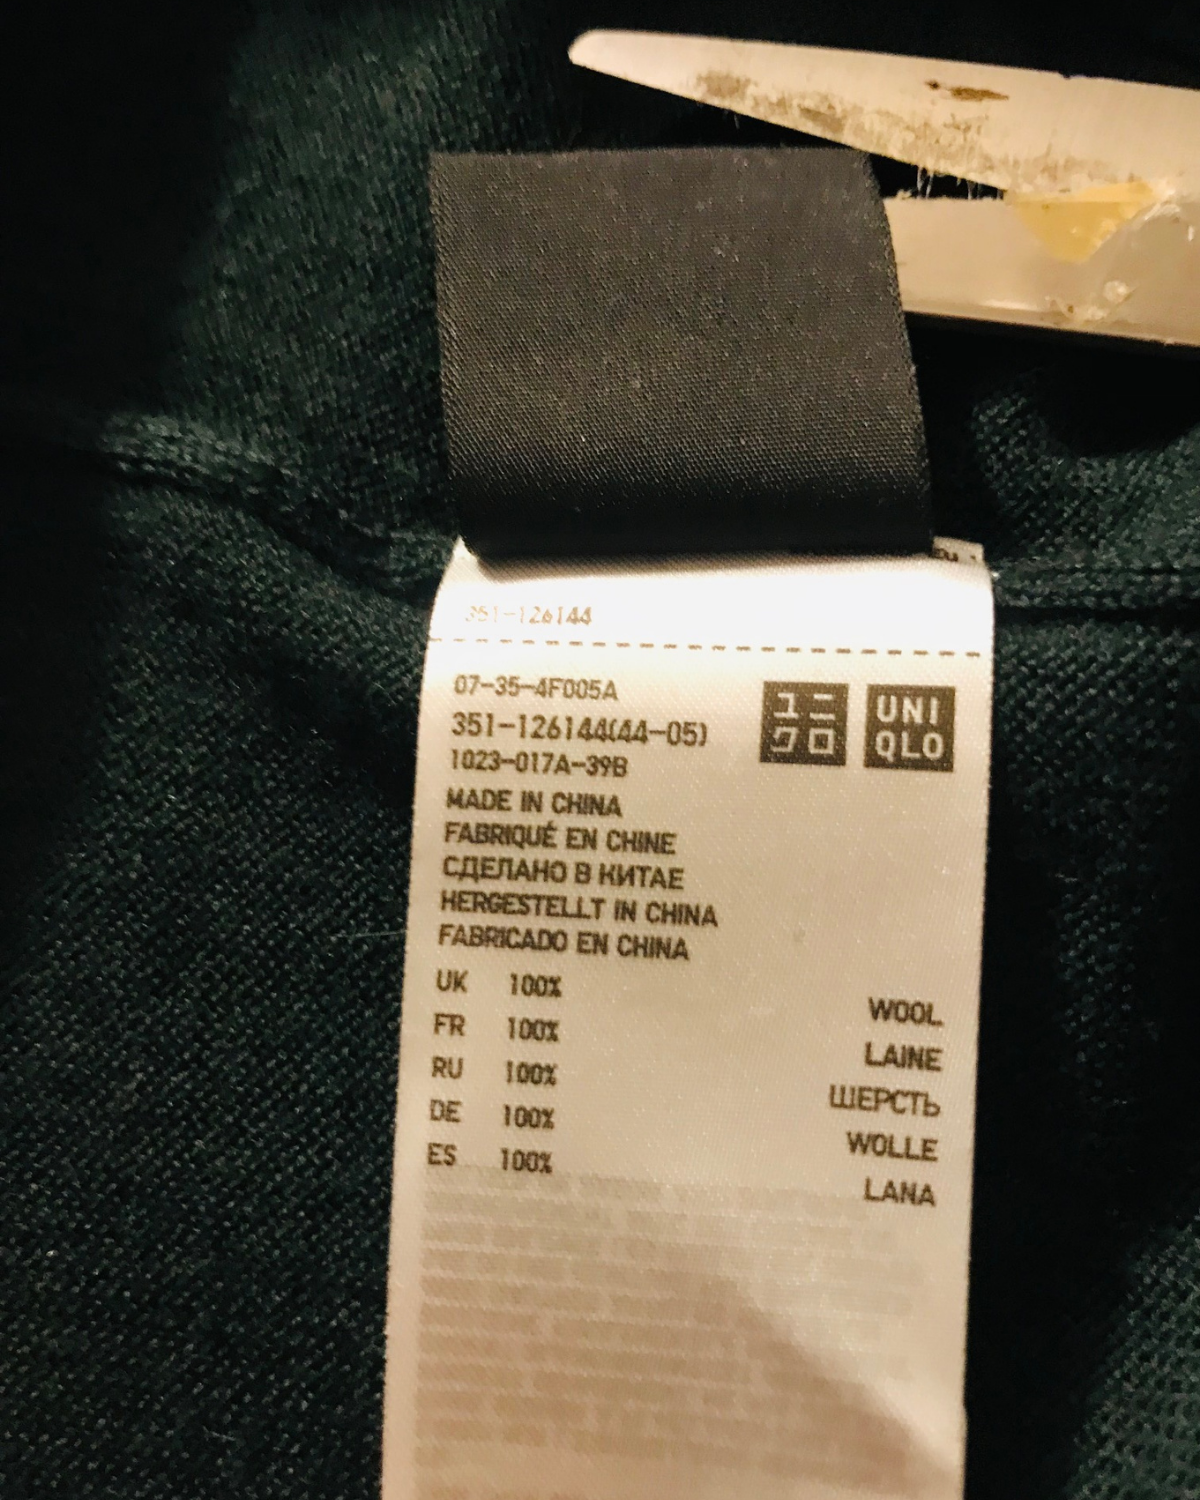 351-126144
07-35-4F005A
351-126144(44-05)
1023-017A-39B
ユニ
クロ
UNI
QLO
MADE IN CHINA
FABRIQUÉ EN CHINE
СДЕЛАНО В КИТАЕ
HERGESTELLT IN CHINA
FABRICADO EN CHINA
UK 100% WOOL
FR 100% LAINE
RU 100% ШЕРСТЬ
DE 100% WOLLE
ES 100% LANA